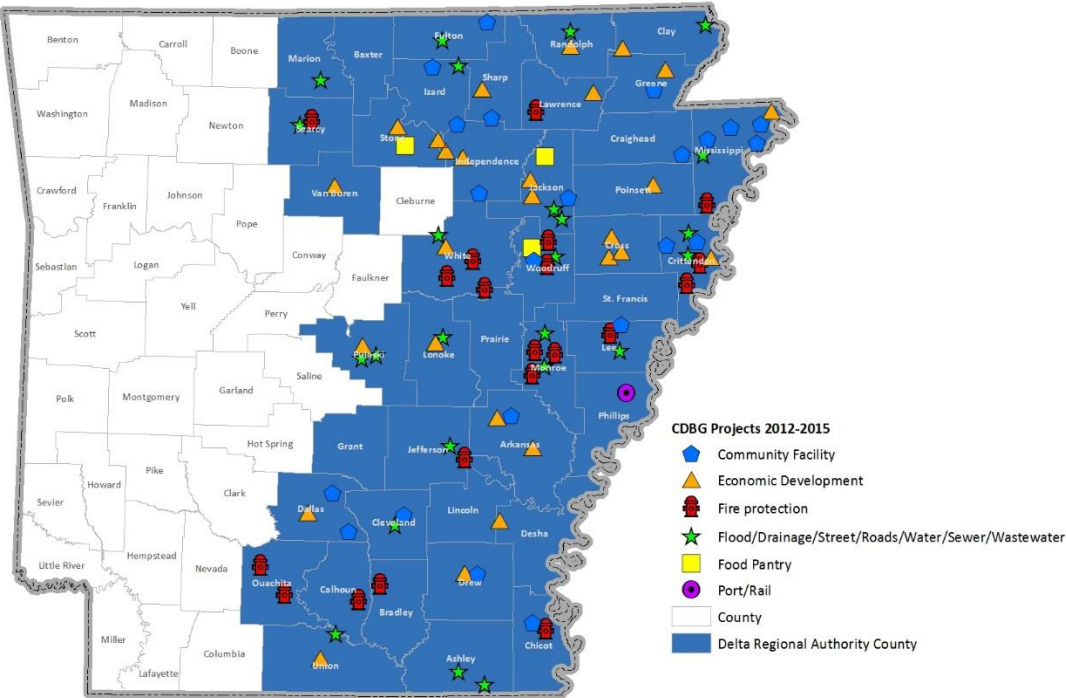 Benton
Carroll
Boone
Marion
Baxter
Fulton
Randolph
Clay
Sharp
Izard
Greene
Lawrence
Washington
Madison
Newton
Searcy
Stone
Independence
Craighead
Mississippi
Crawford
Franklin
Johnson
Pope
Van Buren
Cleburne
Jackson
Poinsett
Sebastian
Logan
Conway
Faulkner
White
Woodruff
Cross
Crittenden
Scott
Yell
Perry
St. Francis
Pulaski
Lonoke
Prairie
Monroe
Lee
Polk
Montgomery
Garland
Saline
Phillips
Hot Spring
Grant
Jefferson
Arkansas
Sevier
Howard
Pike
Clark
Dallas
Cleveland
Lincoln
Desha
Little River
Hempstead
Nevada
Ouachita
Calhoun
Bradley
Drew
Chicot
Miller
Lafayette
Columbia
Union
Ashley
CDBG Projects 2012-2015
Community Facility
Economic Development
Fire protection
Flood/Drainage/Street/Roads/Water/Sewer/Wastewater
Food Pantry
Port/Rail
County
Delta Regional Authority County